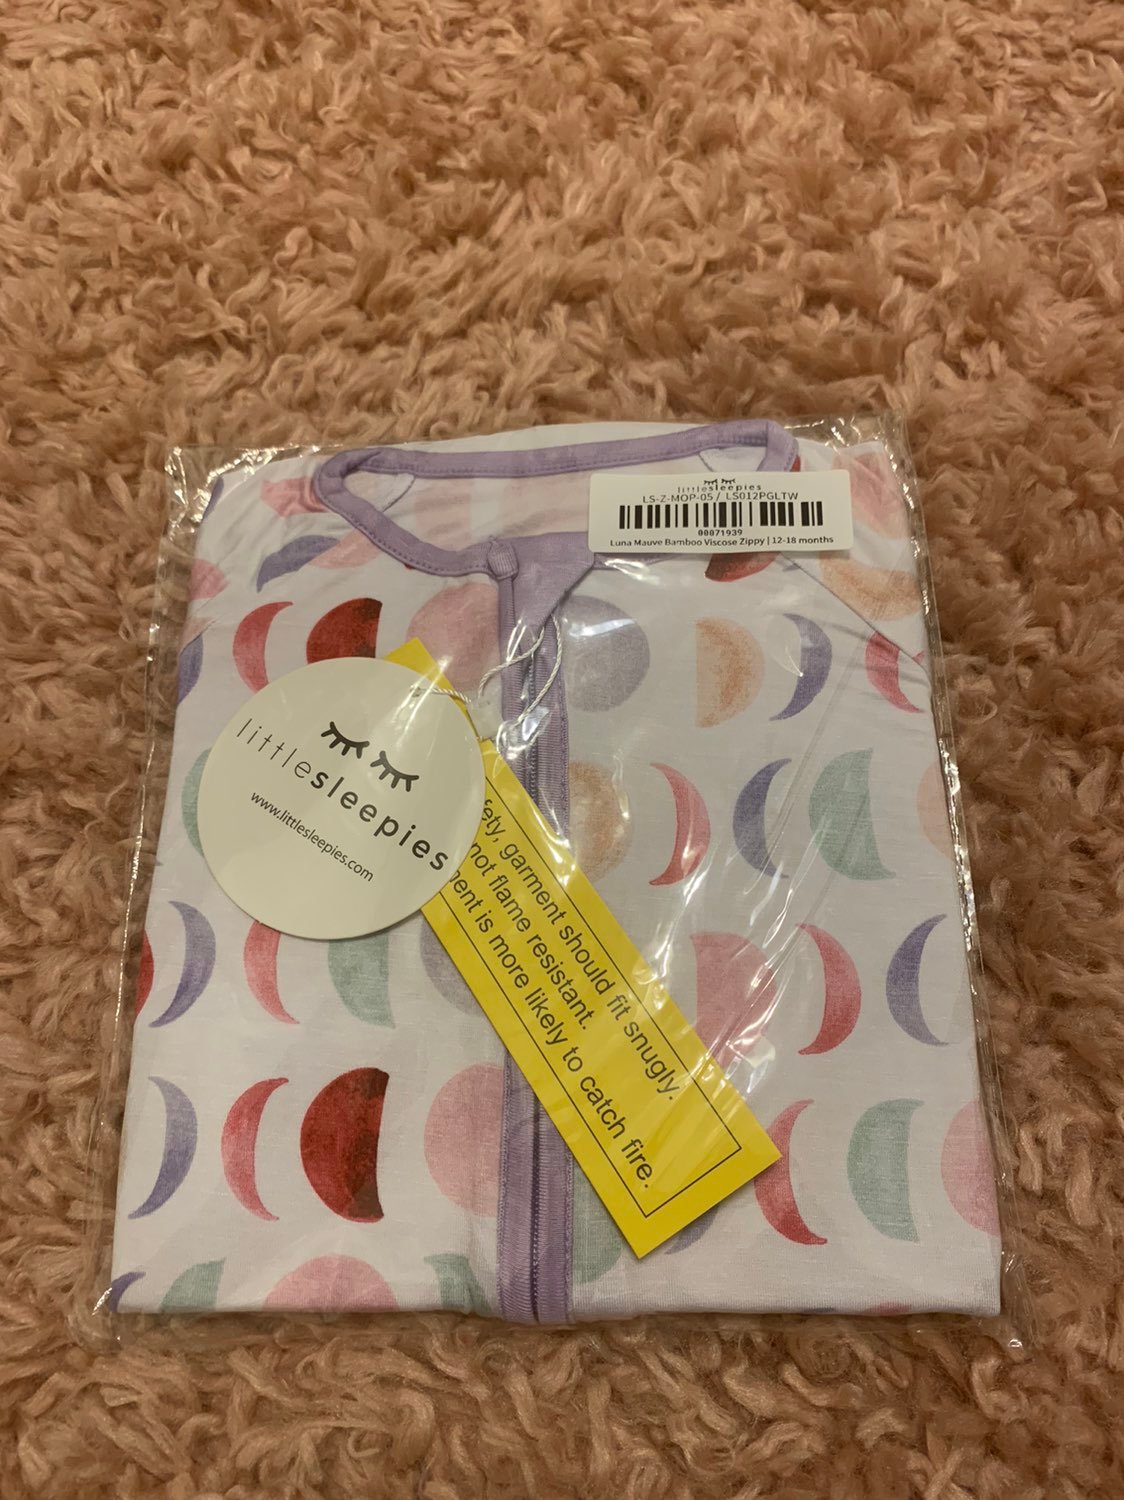 littlesleepies
LS-Z-MOP-05 / LS012PGLTW
00071939
Luna Mauve Bamboo Viscose Zippy | 12-18 months
littlesleepies
www.littlesleepies.com
garment should fit snugly.
not flame resistant.
is more likely to catch fire.